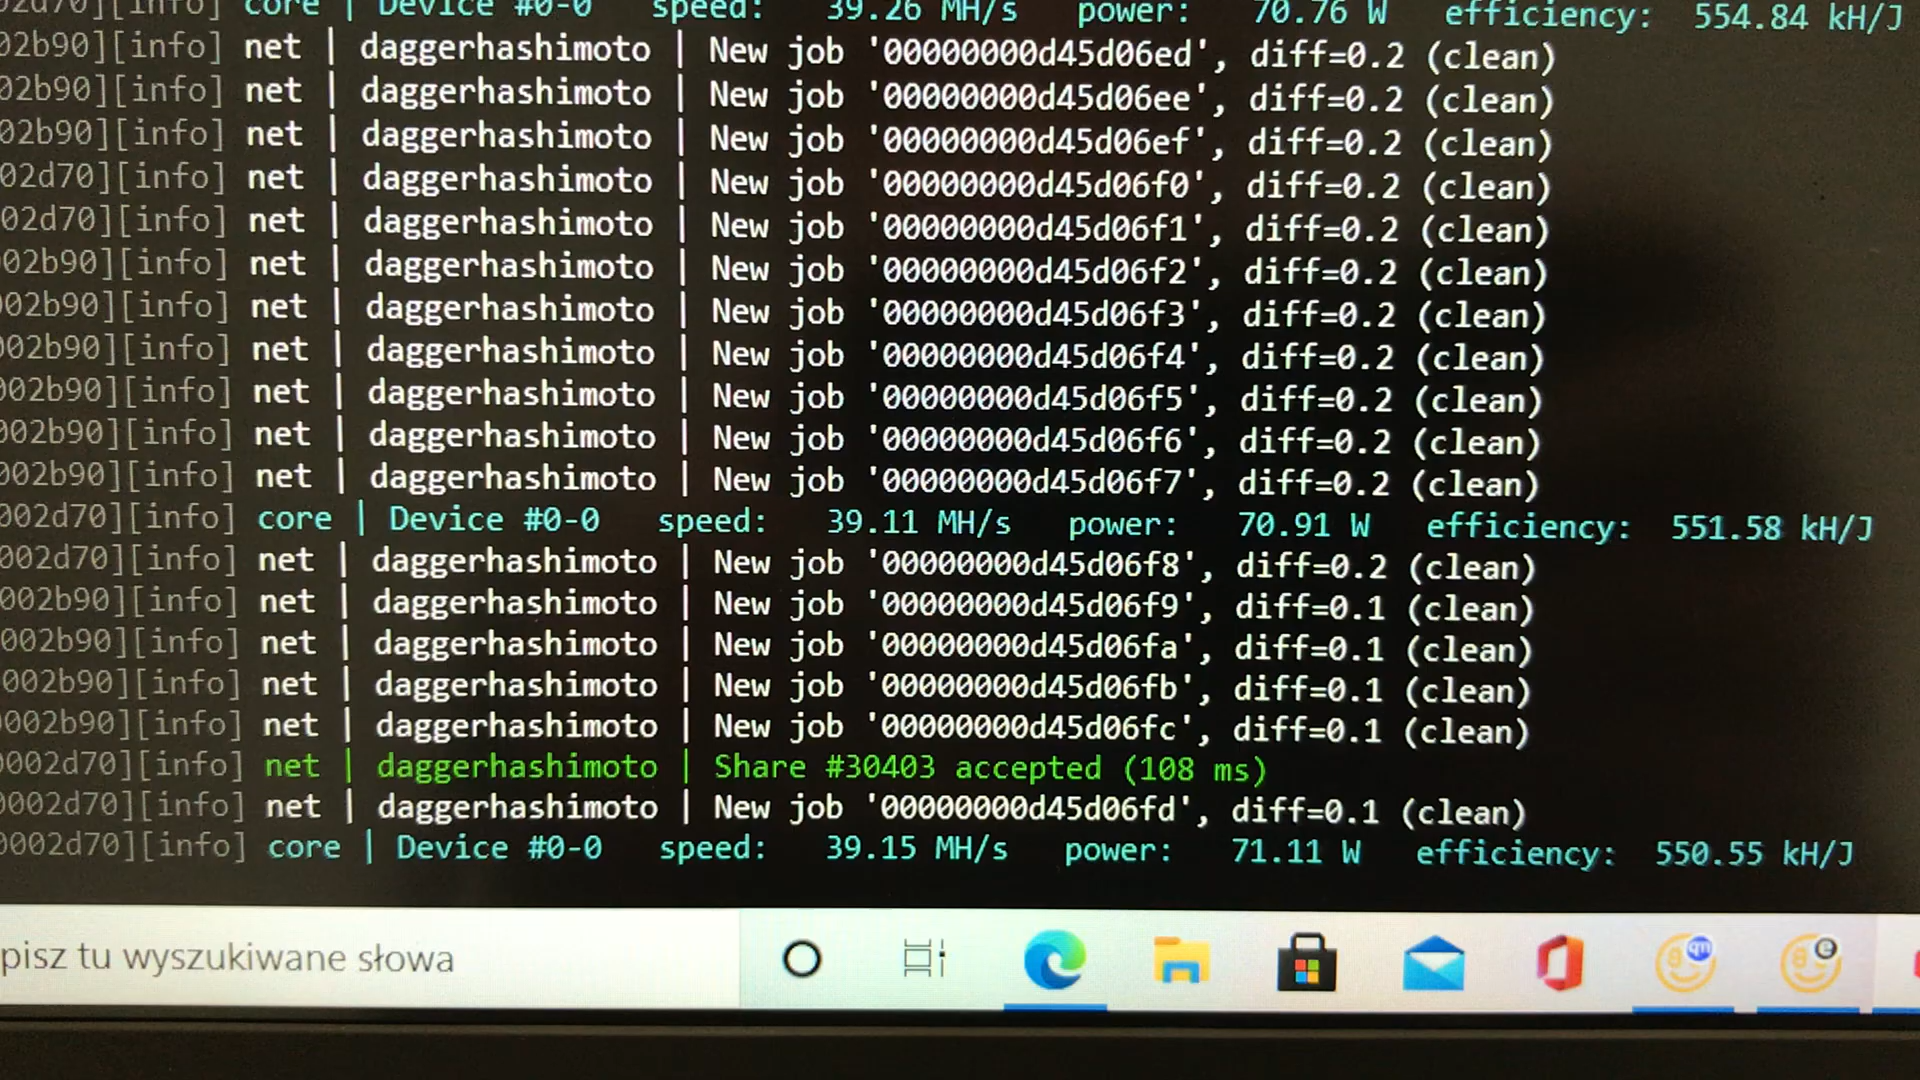 02d70][info] core | Device #0-0 speed: 39.26 MH/s power: 70.76 W efficiency: 554.84 kH/J
02b90][info] net | daggerhashimoto | New job '00000000d45d06ed', diff=0.2 (clean)
02b90][info] net | daggerhashimoto | New job '00000000d45d06ee', diff=0.2 (clean)
02b90][info] net | daggerhashimoto | New job '00000000d45d06ef', diff=0.2 (clean)
02d70][info] net | daggerhashimoto | New job '00000000d45d06f0', diff=0.2 (clean)
02d70][info] net | daggerhashimoto | New job '00000000d45d06f1', diff=0.2 (clean)
02b90][info] net | daggerhashimoto | New job '00000000d45d06f2', diff=0.2 (clean)
02b90][info] net | daggerhashimoto | New job '00000000d45d06f3', diff=0.2 (clean)
002b90][info] net | daggerhashimoto | New job '00000000d45d06f4', diff=0.2 (clean)
002b90][info] net | daggerhashimoto | New job '00000000d45d06f5', diff=0.2 (clean)
002b90][info] net | daggerhashimoto | New job '00000000d45d06f6', diff=0.2 (clean)
002b90][info] net | daggerhashimoto | New job '00000000d45d06f7', diff=0.2 (clean)
002d70][info] core | Device #0-0 speed: 39.11 MH/s power: 70.91 W efficiency: 551.58 kH/J
002d70][info] net | daggerhashimoto | New job '00000000d45d06f8', diff=0.2 (clean)
002b90][info] net | daggerhashimoto | New job '00000000d45d06f9', diff=0.1 (clean)
002b90][info] net | daggerhashimoto | New job '00000000d45d06fa', diff=0.1 (clean)
002b90][info] net | daggerhashimoto | New job '00000000d45d06fb', diff=0.1 (clean)
0002b90][info] net | daggerhashimoto | New job '00000000d45d06fc', diff=0.1 (clean)
0002d70][info] net | daggerhashimoto | Share #30403 accepted (108 ms)
0002d70][info] net | daggerhashimoto | New job '00000000d45d06fd', diff=0.1 (clean)
0002d70][info] core | Device #0-0 speed: 39.15 MH/s power: 71.11 W efficiency: 550.55 kH/J
pisz tu wyszukiwane słowa